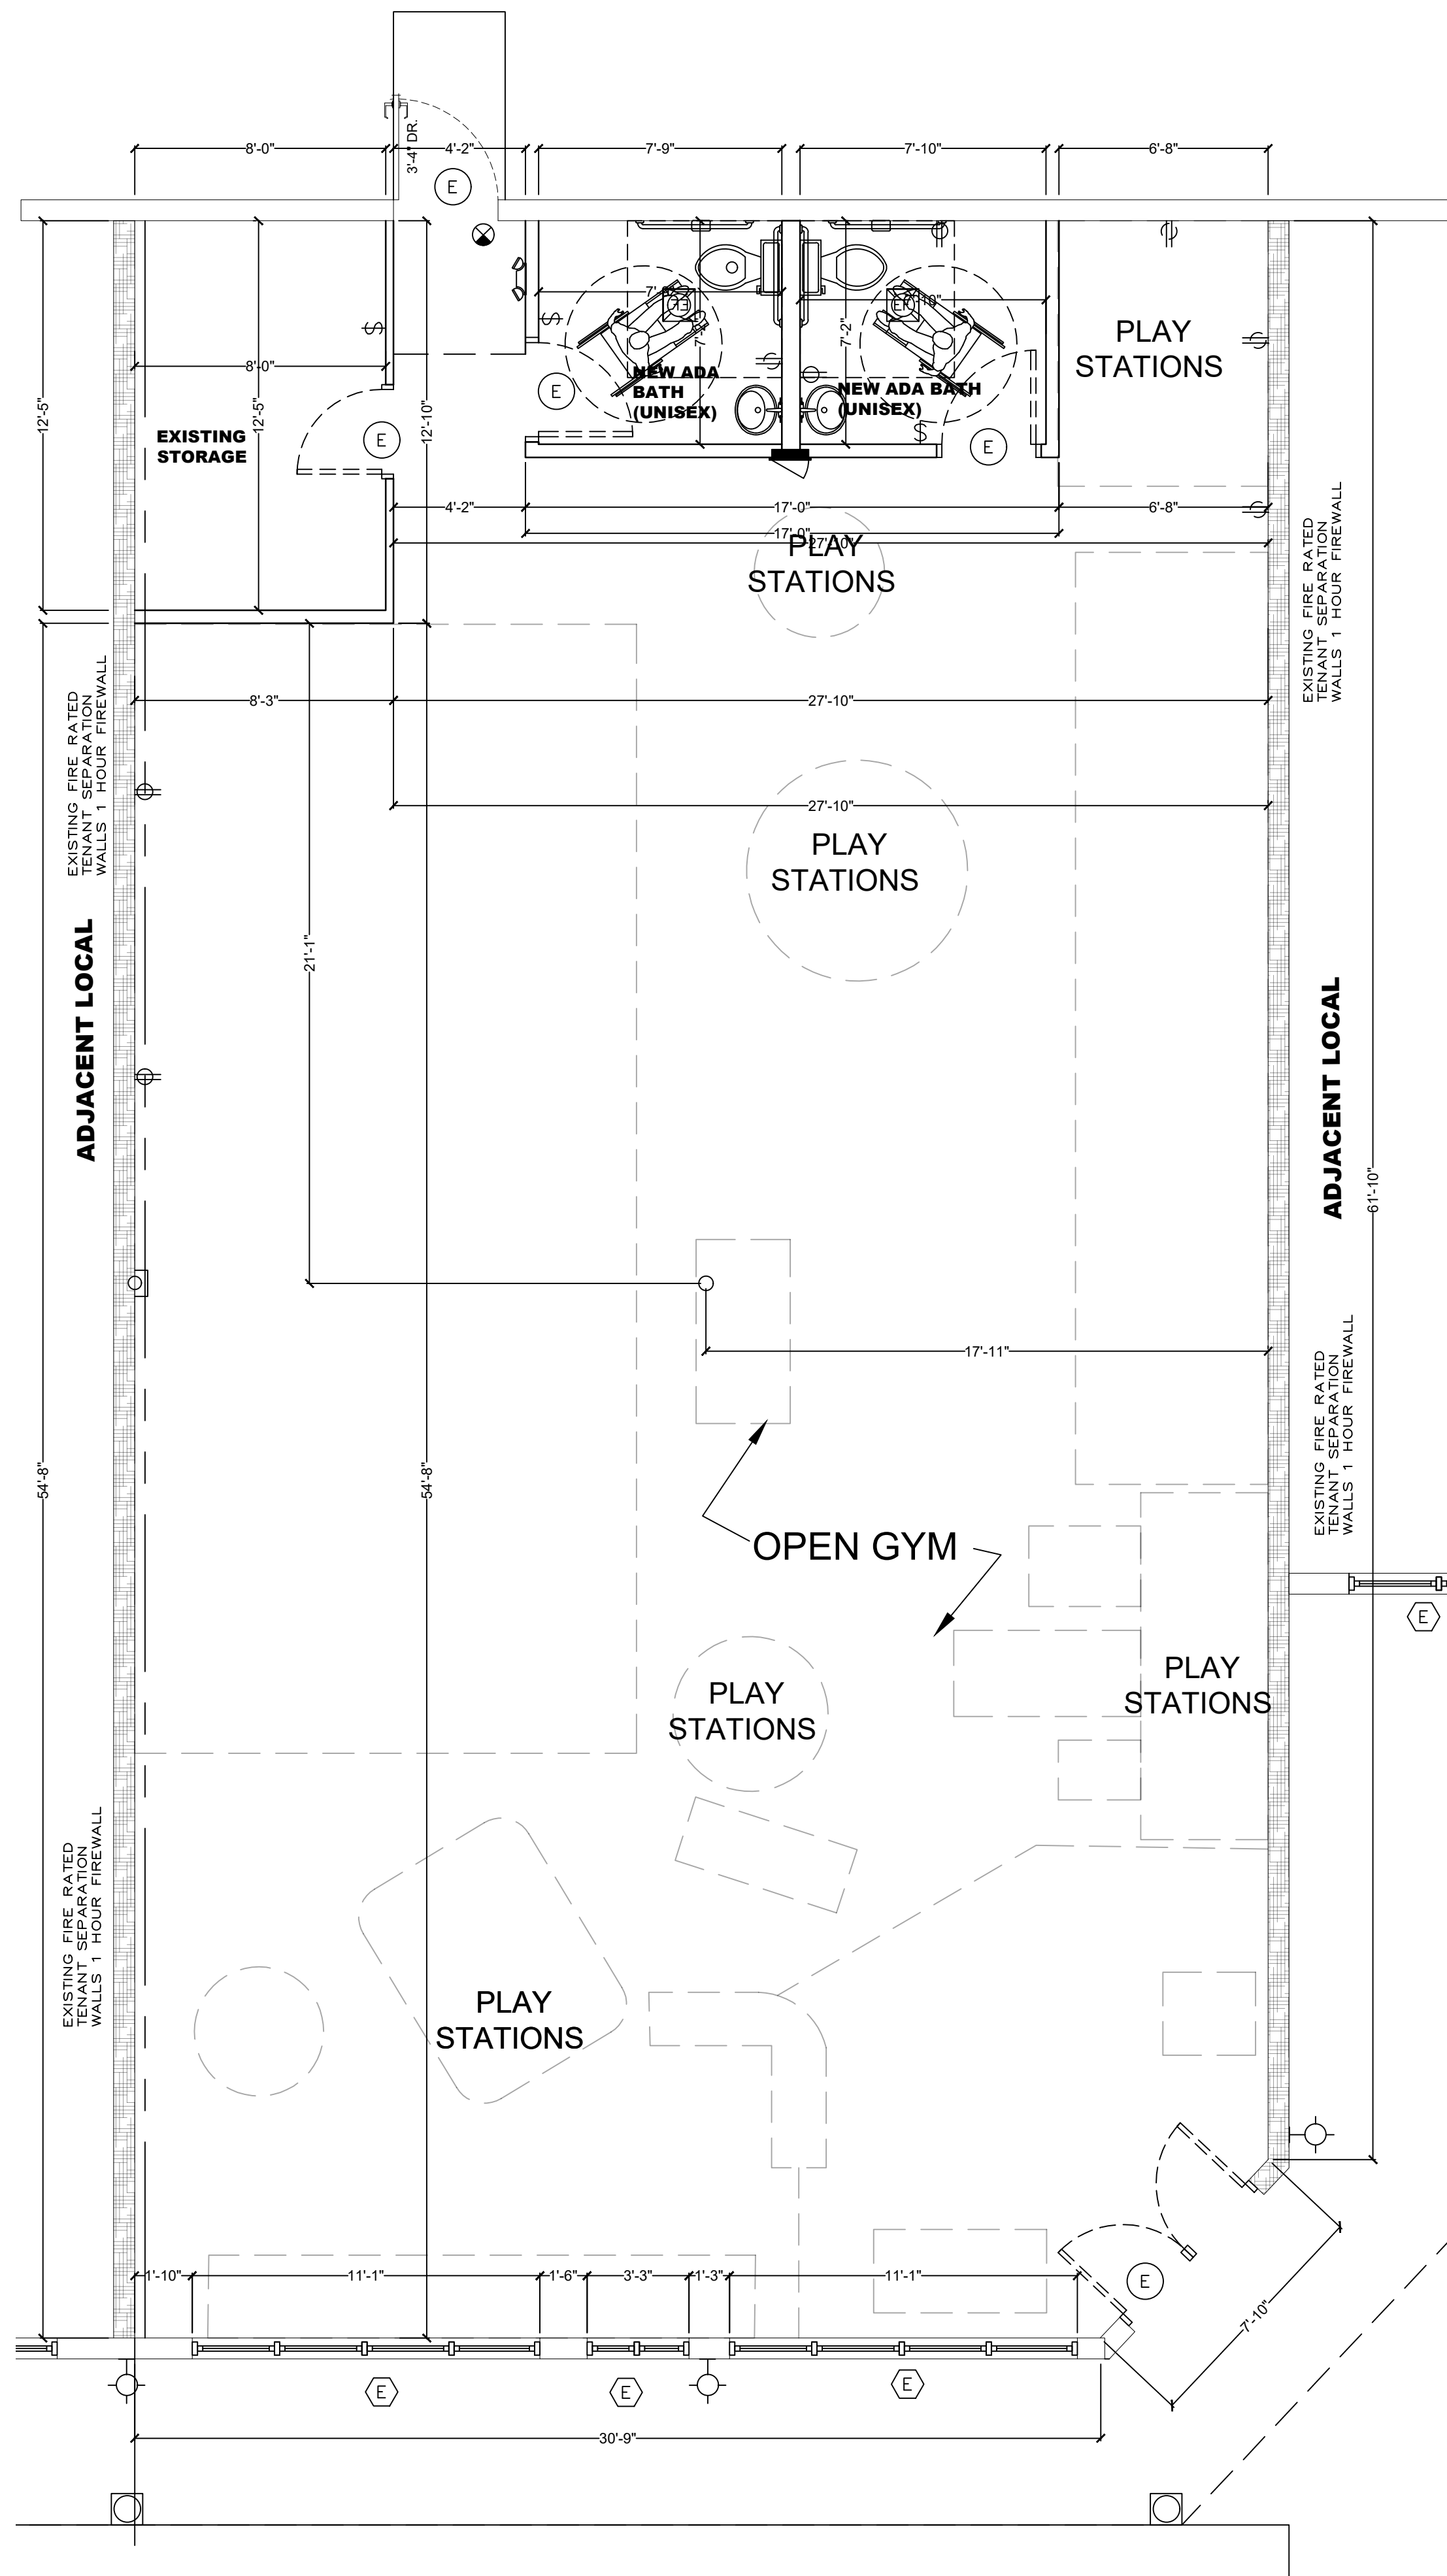 8'-0"
4'-2"
7'-9"
7'-10"
6'-8"
3'-4" DR.
E
12'-5"
12'-5"
8'-0"
EXISTING
STORAGE
E
12'-10"
E
7'-2"
NEW ADA
BATH
(UNISEX)
7'-2"
NEW ADA BATH
(UNISEX)
E
PLAY
STATIONS
4'-2"
17'-0"
6'-8"
17'-0"
27'-10"
PLAY
STATIONS
EXISTING FIRE RATED
TENANT SEPARATION
WALLS 1 HOUR FIREWALL
EXISTING FIRE RATED
TENANT SEPARATION
WALLS 1 HOUR FIREWALL
8'-3"
27'-10"
27'-10"
PLAY
STATIONS
21'-1"
ADJACENT LOCAL
ADJACENT LOCAL
61'-10"
17'-11"
54'-8"
54'-8"
OPEN GYM
EXISTING FIRE RATED
TENANT SEPARATION
WALLS 1 HOUR FIREWALL
E
PLAY
STATIONS
PLAY
STATIONS
EXISTING FIRE RATED
TENANT SEPARATION
WALLS 1 HOUR FIREWALL
PLAY
STATIONS
1'-10"
11'-1"
1'-6"
3'-3"
1'-3"
11'-1"
E
7'-10"
E
E
E
30'-9"